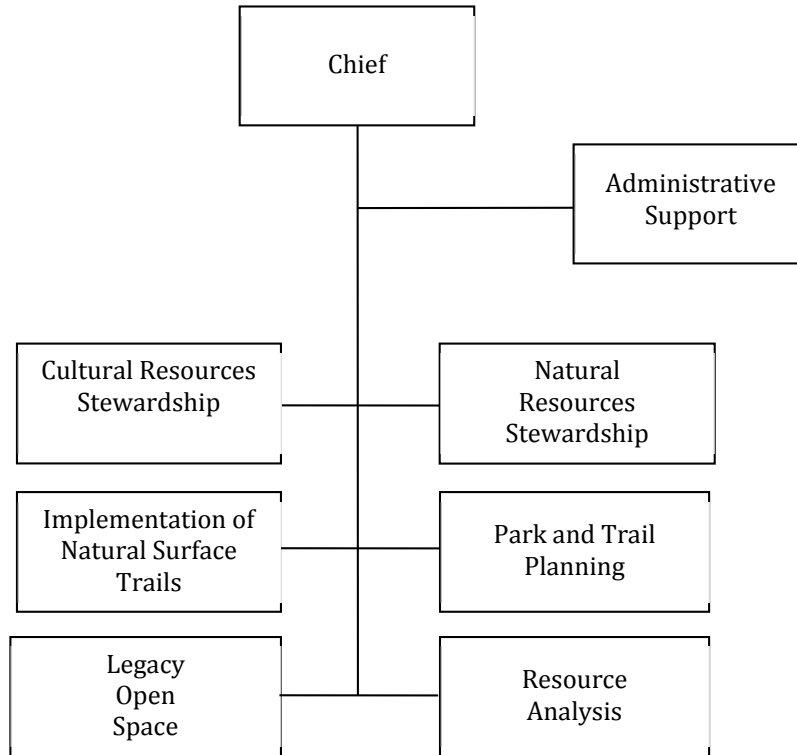 Chief
Administrative
Support
Cultural Resources
Stewardship
Natural
Resources
Stewardship
Implementation of
Natural Surface
Trails
Park and Trail
Planning
Legacy
Open
Space
Resource
Analysis